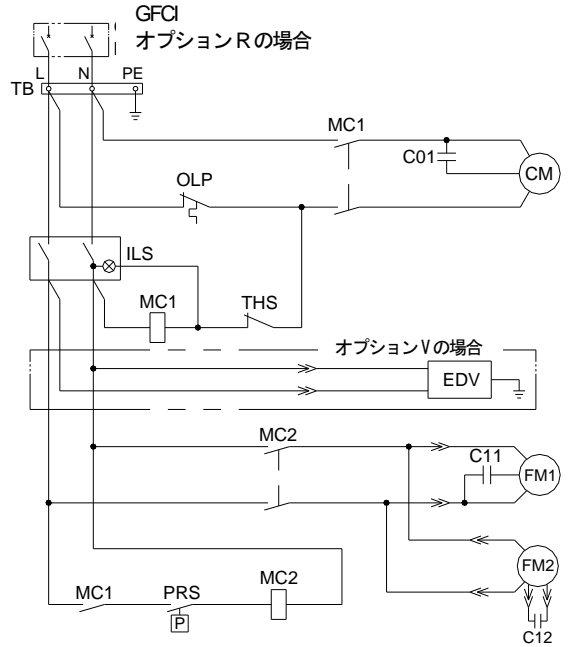 GFCI
オプションRの場合
L N PE
TB
MC1
C01
CM
OLP
ILS
MC1 THS
オプションVの場合
EDV
MC2
C11
FM1
FM2
MC1 PRS MC2
P
C12